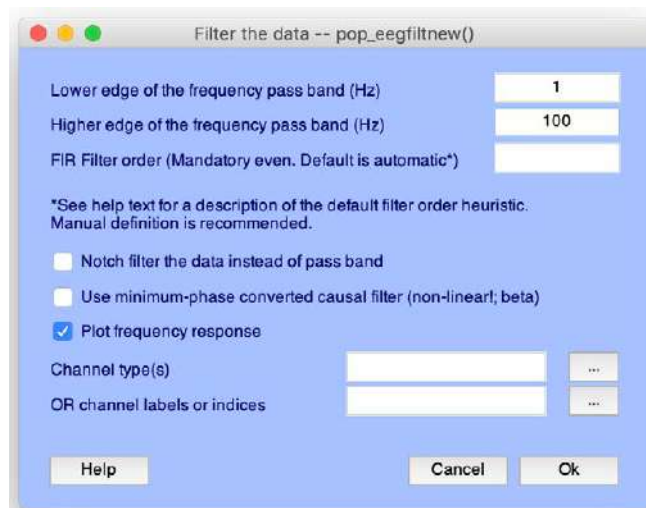 Filter the data -- pop_eegfiltnew()
Lower edge of the frequency pass band (Hz) 1
Higher edge of the frequency pass band (Hz) 100
FIR Filter order (Mandatory even. Default is automatic*)
*See help text for a description of the default filter order heuristic.
Manual definition is recommended.
Notch filter the data instead of pass band
Use minimum-phase converted causal filter (non-linear!; beta)
Plot frequency response
Channel type(s) ...
OR channel labels or indices ...
Help Cancel Ok